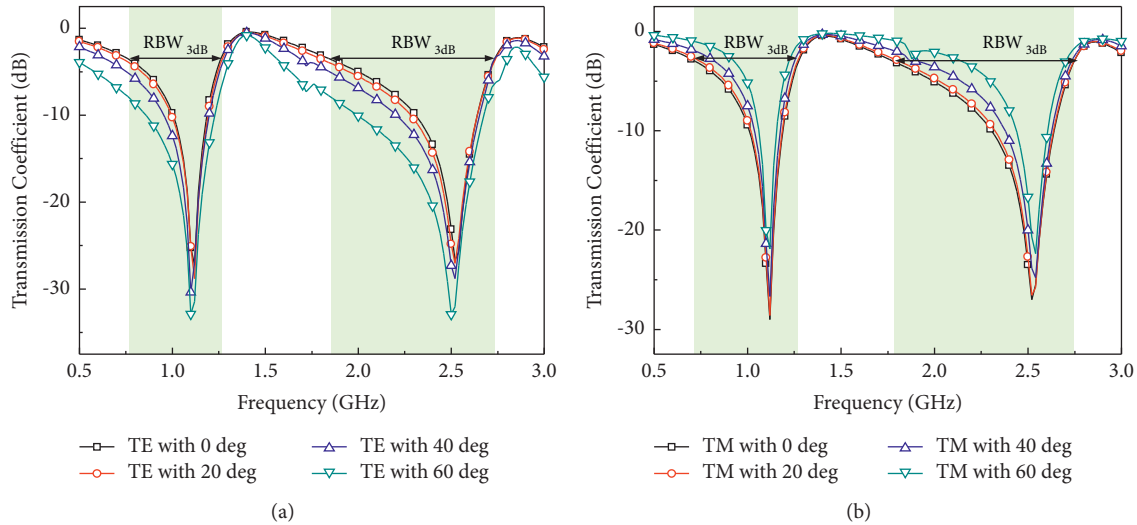 0
-10
-20
-30
Transmission Coefficient (dB)
RBW 3dB
RBW 3dB
0.5 1.0 1.5 2.0 2.5 3.0
Frequency (GHz)
TE with 0 deg
TE with 20 deg
TE with 40 deg
TE with 60 deg
(a)
0
-10
-20
-30
Transmission Coefficient (dB)
RBW 3dB
RBW 3dB
0.5 1.0 1.5 2.0 2.5 3.0
Frequency (GHz)
TM with 0 deg
TM with 20 deg
TM with 40 deg
TM with 60 deg
(b)